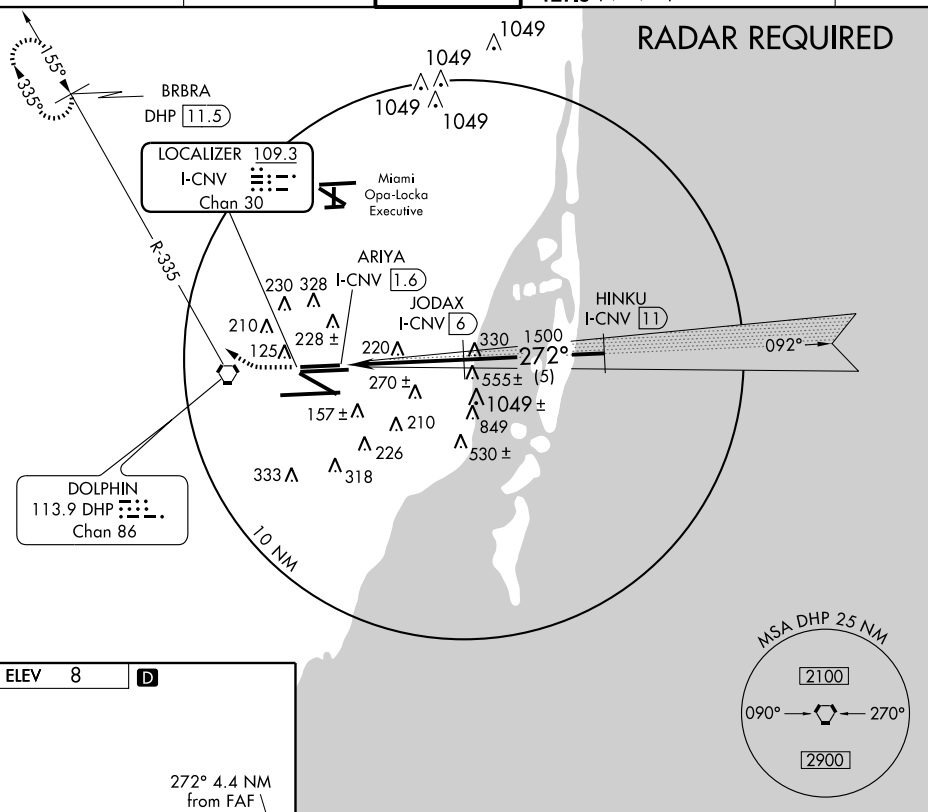 RADAR REQUIRED
1049
1049
1049
155°
335°
BRBRA
DHP 11.5
LOCALIZER 109.3
I-CNV
Chan 30
Miami
Opa-Locka
Executive
R-335
ARIYA
I-CNV 1.6
230 328
JODAX
I-CNV 6
HINKU
I-CNV 11
210
228 ±
125
220
330
1500
272°
(5)
092°
555±
270 ±
1049 ±
157 ±
210
849
226
530 ±
333
318
DOLPHIN
113.9 DHP
Chan 86
10 NM
MSA DHP 25 NM
2100
090°
270°
2900
ELEV 8
D
272° 4.4 NM
from FAF